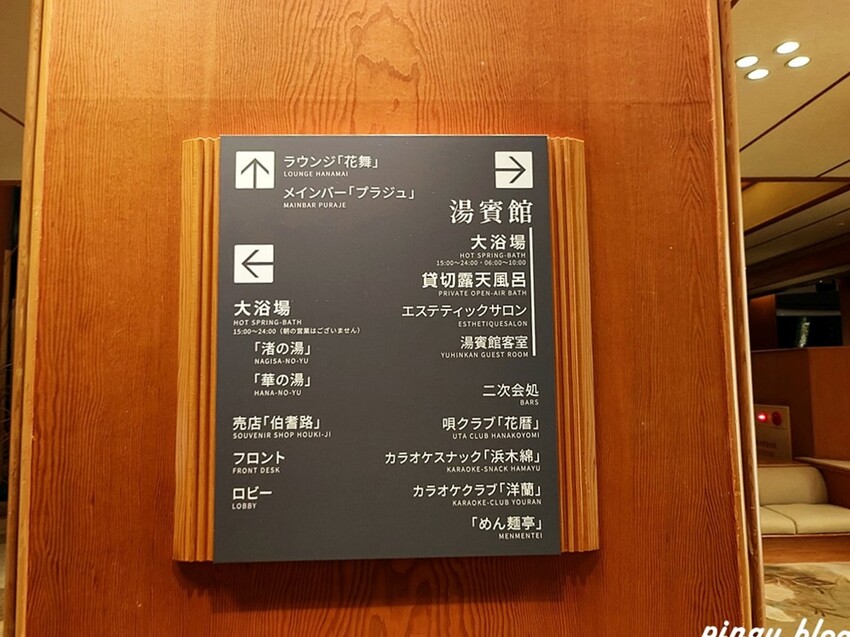 ラウンジ「花舞」
LOUNGE HANAMAI
メインバー「プラジュ」
MAINBAR PURAJE
大浴場
HOT SPRING-BATH
15:00〜24:00（朝の営業はございません）
「渚の湯」
NAGISA-NO-YU
「華の湯」
HANA-NO-YU
売店「伯耆路」
SOUVENIR SHOP HOUKI-JI
フロント
FRONT DESK
ロビー
LOBBY
湯賓館
大浴場
HOT SPRING-BATH
15:00〜24:00・06:00〜10:00
貸切露天風呂
PRIVATE OPEN-AIR BATH
エステティックサロン
ESTHETIQUESALON
湯賓館客室
YUHINKAN GUEST ROOM
二次会処
BARS
唄クラブ「花暦」
UTA CLUB HANAKOYOMI
カラオケスナック「浜木綿」
KARAOKE-SNACK HAMAYU
カラオケクラブ「洋蘭」
KARAOKE-CLUB YOURAN
「めん麺亭」
MENMENTEI
pingu blog